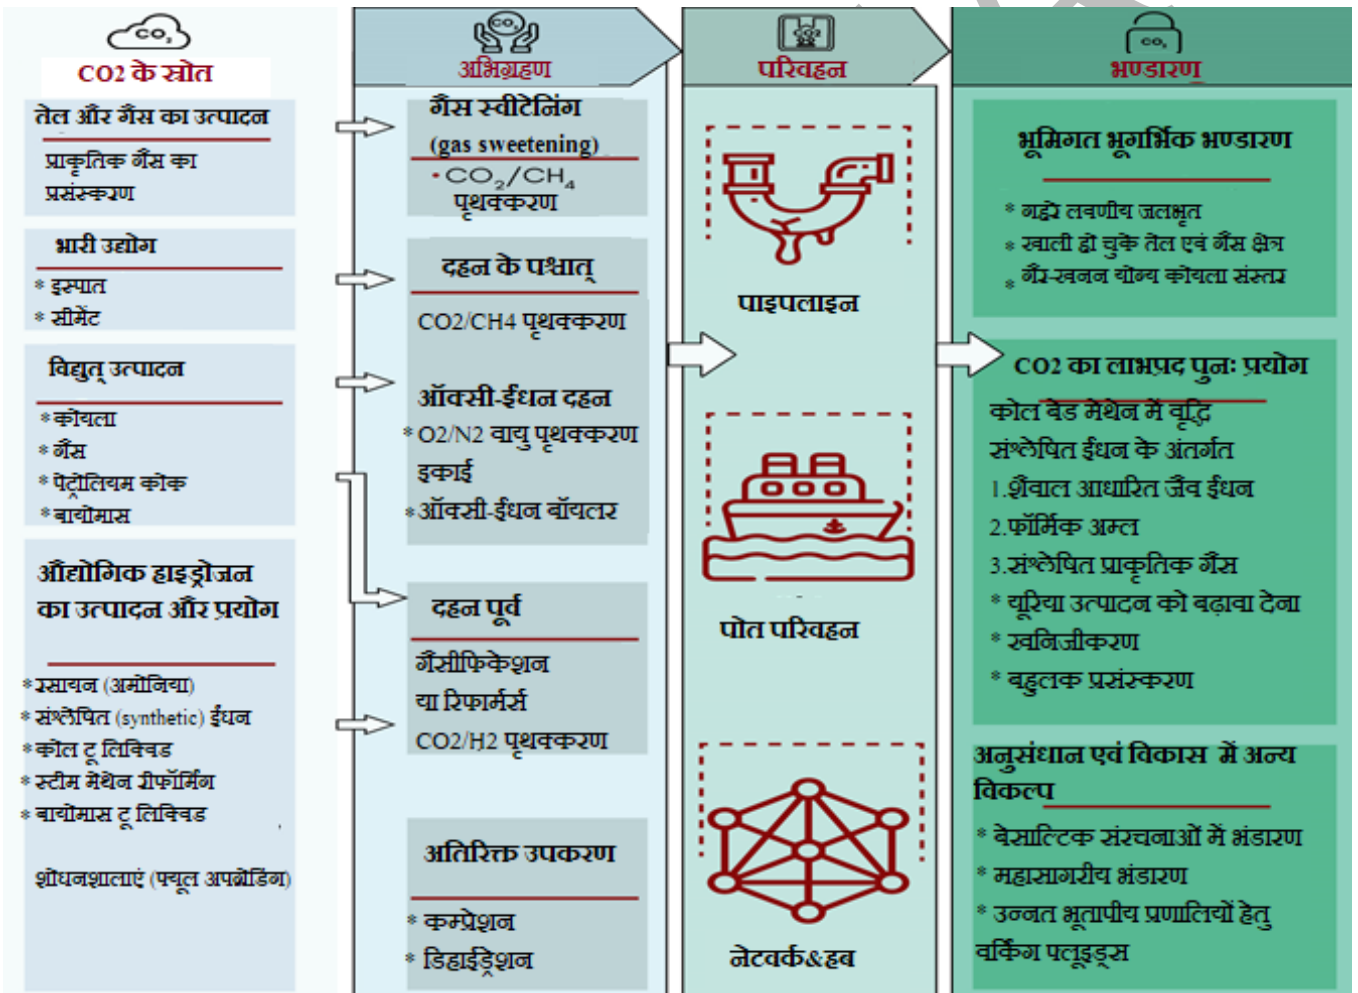 CO₂
CO2 के स्रोत
तेल और गैस का उत्पादन
प्राकृतिक गैस का
प्रसंस्करण
भारी उद्योग
* इस्पात
* सीमेंट
विद्युत् उत्पादन
* कोयला
* गैस
* पेट्रोलियम कोक
* बायोमास
औद्योगिक हाइड्रोजन
का उत्पादन और प्रयोग
* रसायन (अमोनिया)
* संश्लेषित (synthetic) ईंधन
* कोल टू लिक्विड
* स्टीम मेथेन रीफॉर्मिंग
* बायोमास टू लिक्विड
शोधनशालाएं (फ्यूल अपग्रेडिंग)
CO₂
अभिग्रहण
गैस स्वीटेनिंग
(gas sweetening)
• CO₂/CH₄
पृथक्करण
दहन के पश्चात्
CO2/CH4 पृथक्करण
ऑक्सी-ईंधन दहन
* O2/N2 वायु पृथक्करण
इकाई
* ऑक्सी-ईंधन बॉयलर
दहन पूर्व
गैसीफिकेशन
या रिफार्मर्स
CO2/H2 पृथक्करण
अतिरिक्त उपकरण
* कम्प्रेशन
* डिहाईड्रेशन
CO₂
परिवहन
पाइपलाइन
पोत परिवहन
नेटवर्क&हब
CO₂
भण्डारण
भूमिगत भूगर्भिक भण्डारण
* गहरे लवणीय जलभृत
* खाली हो चुके तेल एवं गैस क्षेत्र
* गैर-खनन योग्य कोयला संस्तर
CO2 का लाभप्रद पुनः प्रयोग
कोल बेड मेथेन में वृद्धि
संश्लेषित ईंधन के अंतर्गत
1.शैवाल आधारित जैव ईंधन
2.फॉर्मिक अम्ल
3.संश्लेषित प्राकृतिक गैस
* यूरिया उत्पादन को बढ़ावा देना
* खनिजीकरण
* बहुलक प्रसंस्करण
अनुसंधान एवं विकास में अन्य
विकल्प
* बेसाल्टिक संरचनाओं में भंडारण
* महासागरीय भंडारण
* उन्नत भूतापीय प्रणालियों हेतु
वर्किंग फ्लूइड्स